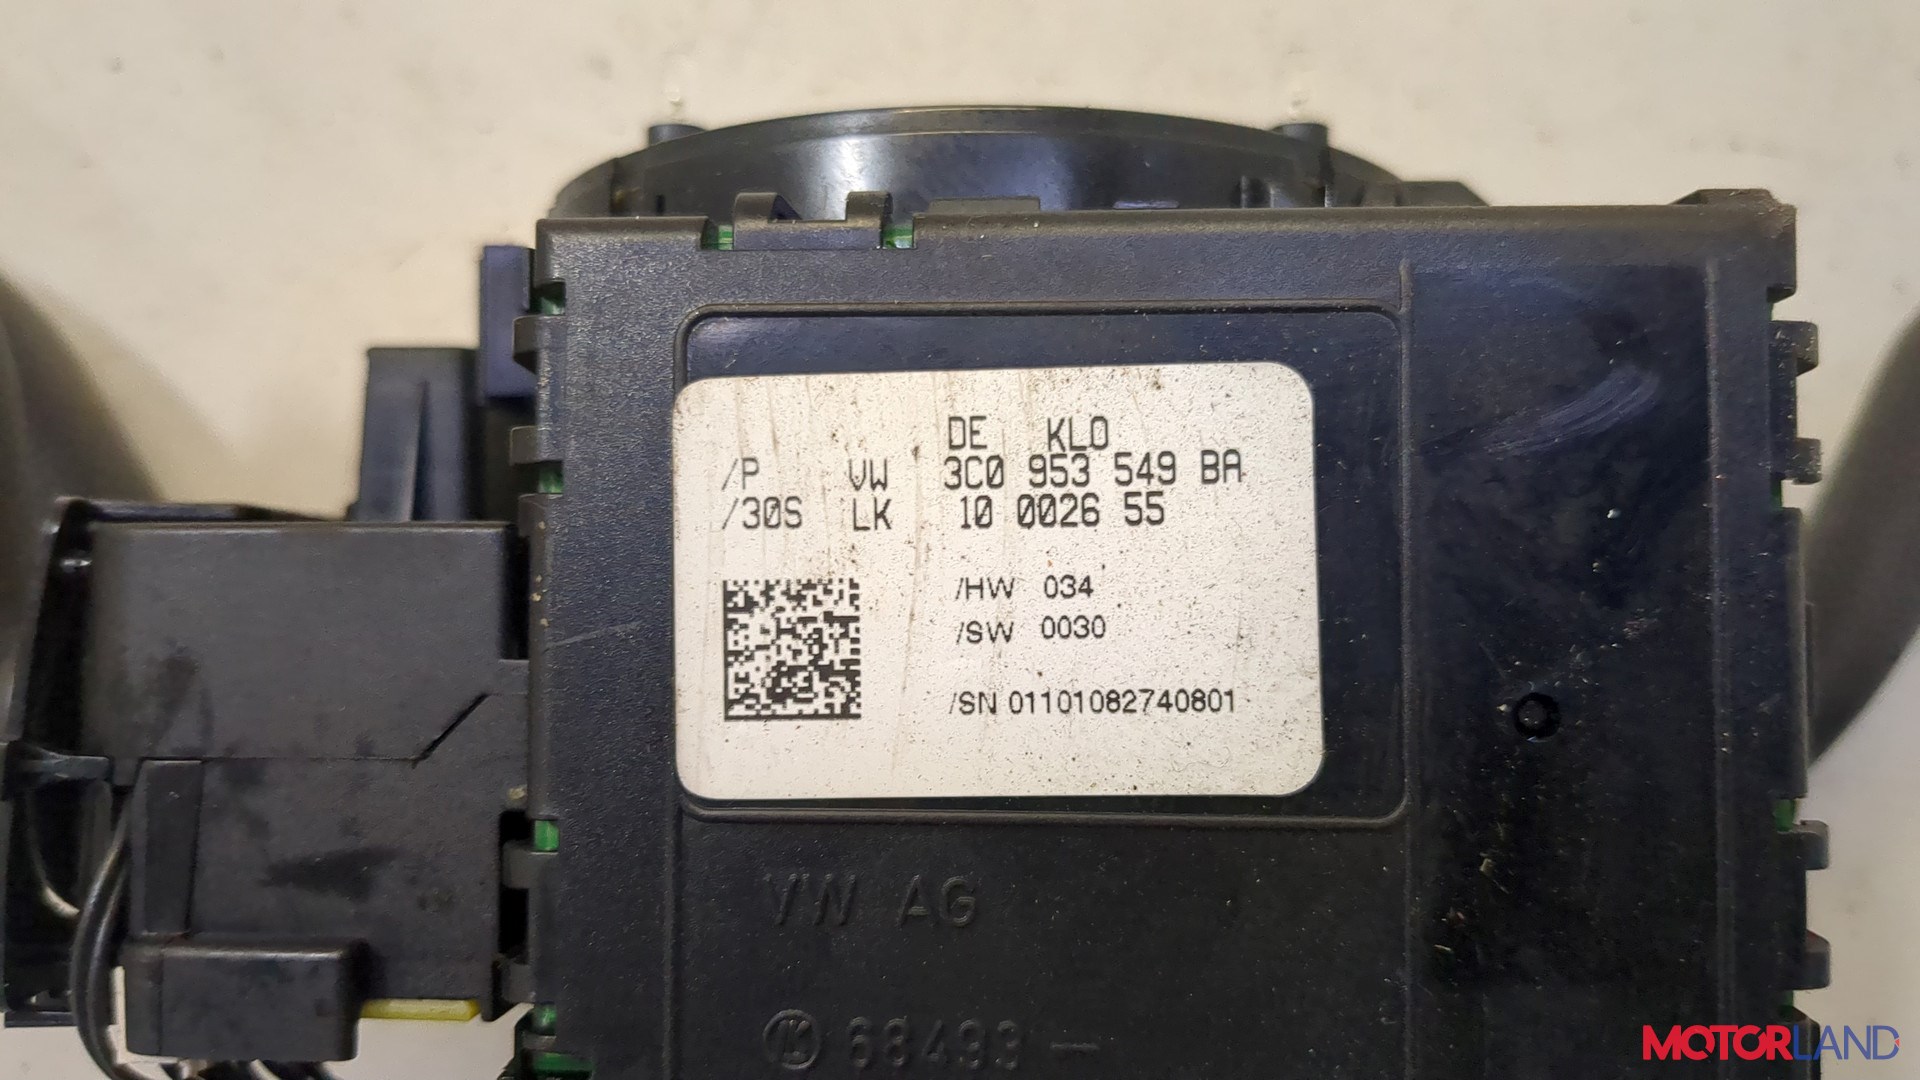 DE KLO
/P VW 3C0 953 549 BA
/30S LK 10 0026 55
/HW 034
/SW 0030
/SN 01101082740801
VW AG
LK 68493 —
MOTORLAND